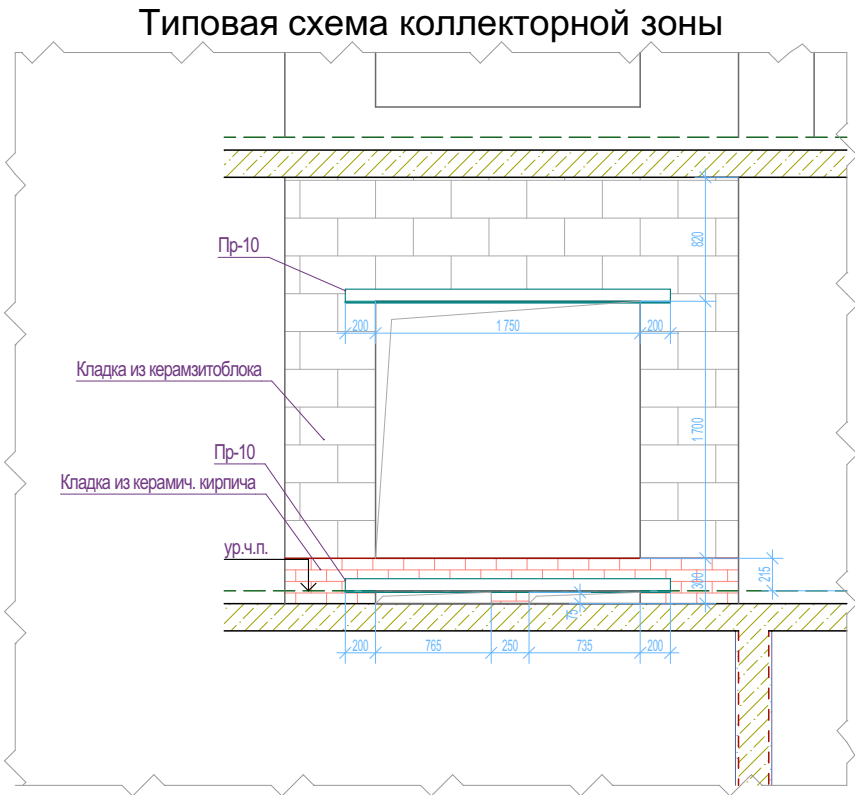 Типовая схема коллекторной зоны
Пр-10
820
200
1 750
200
Кладка из керамзитоблока
1 700
Пр-10
Кладка из керамич. кирпича
ур.ч.п.
300
215
75
200
765
250
735
200